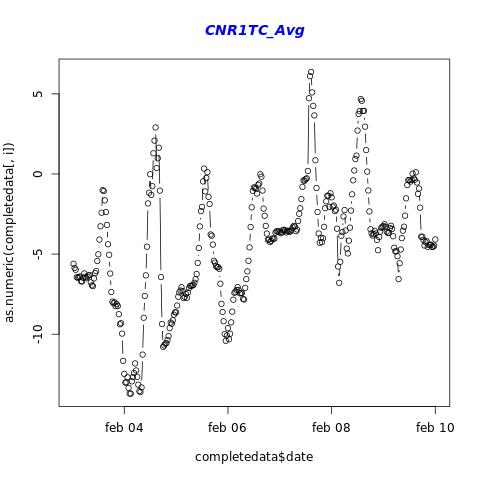 CNR1TC_Avg
as.numeric(completedata[, i])
5
0
-5
-10
feb 04
feb 06
feb 08
feb 10
completedata$date